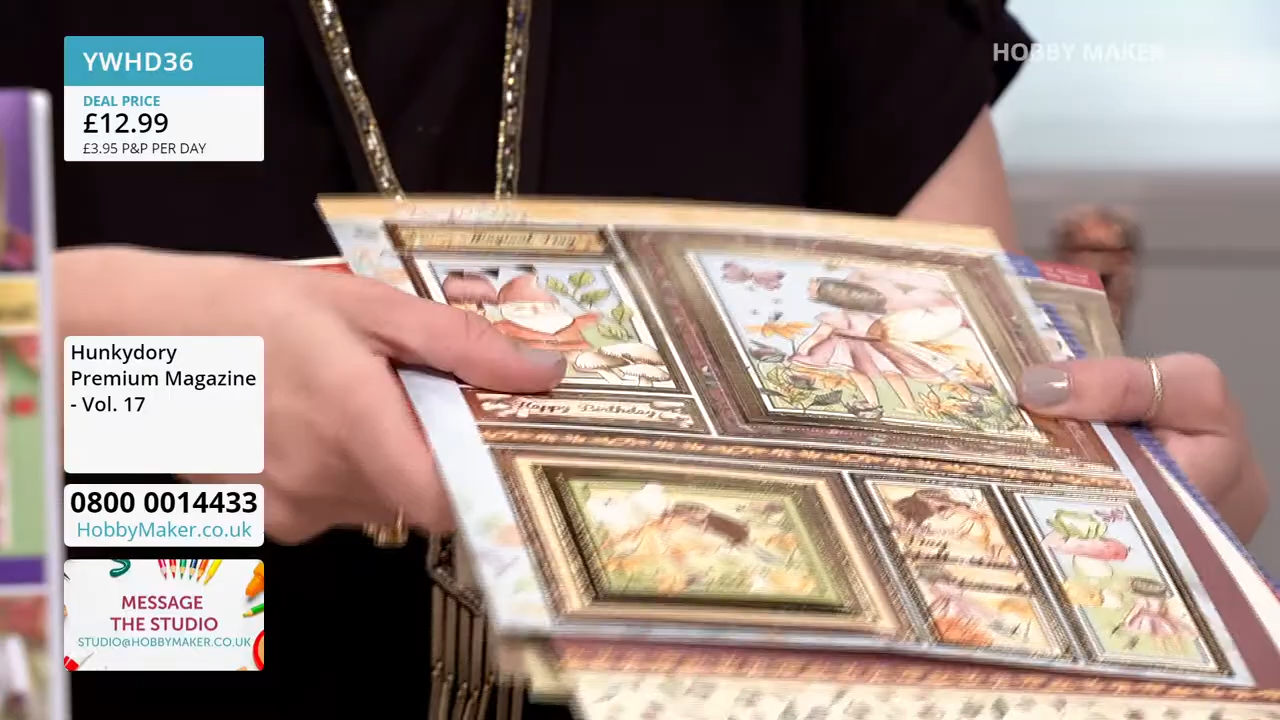 YWHD36
DEAL PRICE
£12.99
£3.95 P&P PER DAY
HOBBY MAKER
Happy Birthday
Hunkydory
Premium Magazine
- Vol. 17
0800 0014433
HobbyMaker.co.uk
MESSAGE
THE STUDIO
STUDIO@HOBBYMAKER.CO.UK